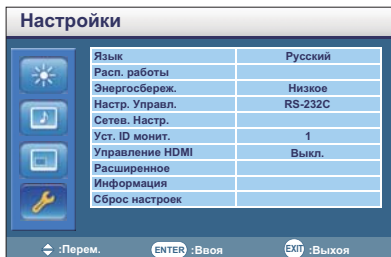 Настройки
Язык Русский
Расп. работы
Энергосбереж. Низкое
Настр. Управл. RS-232C
Сетев. Настр.
Уст. ID монит. 1
Управление HDMI Выкл.
Расширенное
Информация
Сброс настроек
:Перем. ENTER :Ввоя EXIT :Выхоя